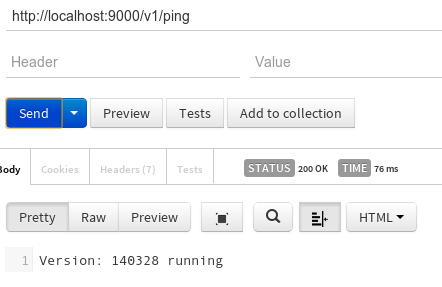 http://localhost:9000/v1/ping
Header Value
Send Preview Tests Add to collection
Body Cookies Headers (7) Tests STATUS 200 OK TIME 76 ms
Pretty Raw Preview HTML
1 Version: 140328 running